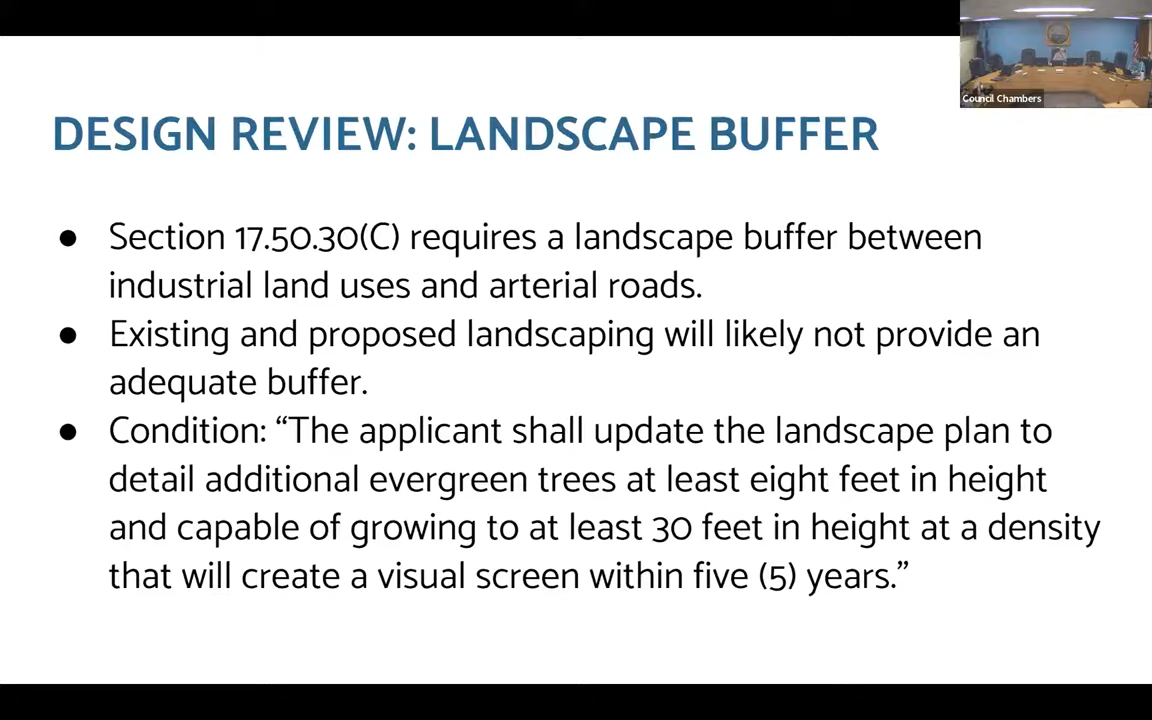 Council Chambers
DESIGN REVIEW: LANDSCAPE BUFFER
● Section 17.50.30(C) requires a landscape buffer between
industrial land uses and arterial roads.
● Existing and proposed landscaping will likely not provide an
adequate buffer.
● Condition: “The applicant shall update the landscape plan to
detail additional evergreen trees at least eight feet in height
and capable of growing to at least 30 feet in height at a density
that will create a visual screen within five (5) years.”